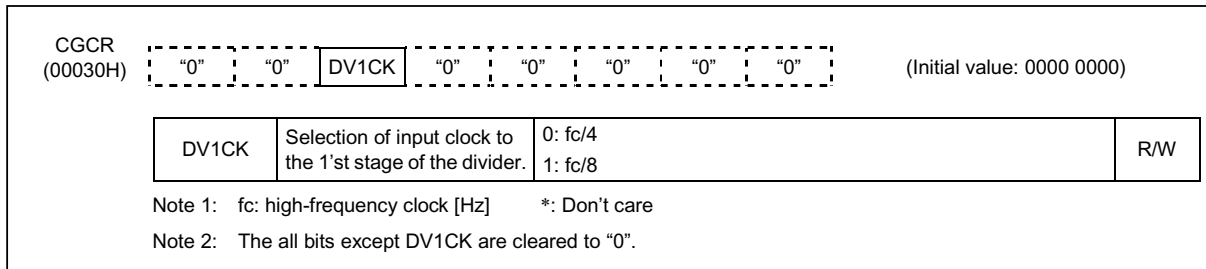 CGCR
(00030H) “0” “0” DV1CK “0” “0” “0” “0” “0” (Initial value: 0000 0000)
DV1CK Selection of input clock to the 1’st stage of the divider. 0: fc/4
1: fc/8 R/W
Note 1: fc: high-frequency clock [Hz] *: Don’t care
Note 2: The all bits except DV1CK are cleared to “0”.